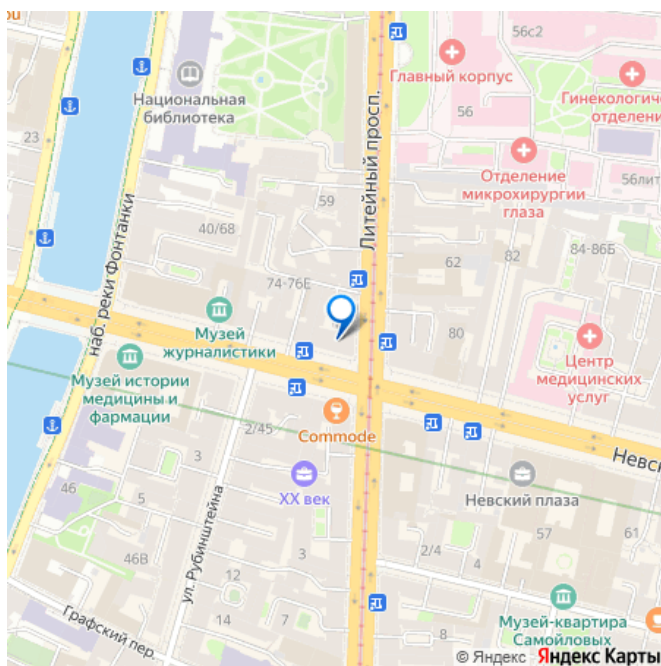 ou
56с2
Главный корпус
Гинекологиче
отделени
56
Национальная
библиотека
Литейный просп.
Отделение
микрохирургии
глаза
56лит
23
59
40/68
наб. реки Фонтанки
62
82
84-86Б
74-76Е
Музей
журналистики
80
Центр
медицинских
услуг
Музей истории
медицины и
фармации
Commode
2/45
Невск
3
XX век
Невский плаза
46
5
ул. Рубинштейна
57
61
46В
2/4
4
12
3
Графский пер.
14
7
8
Музей-квартира
Самойловых
© Яндекс Яндекс Карты